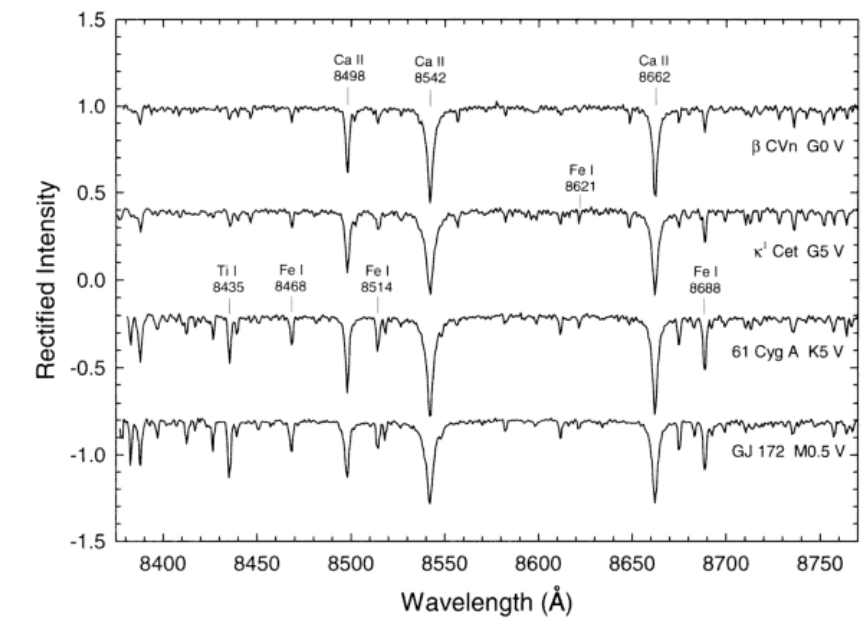 1.5
Ca II
8498
Ca II
8542
Ca II
8662
1.0
β CVn G0 V
Fe I
8621
0.5
κ¹ Cet G5 V
Ti I
8435
Fe I
8468
Fe I
8514
Fe I
8688
0.0
61 Cyg A K5 V
-0.5
GJ 172 M0.5 V
-1.0
-1.5
Rectified Intensity
8400 8450 8500 8550 8600 8650 8700 8750
Wavelength (Å)